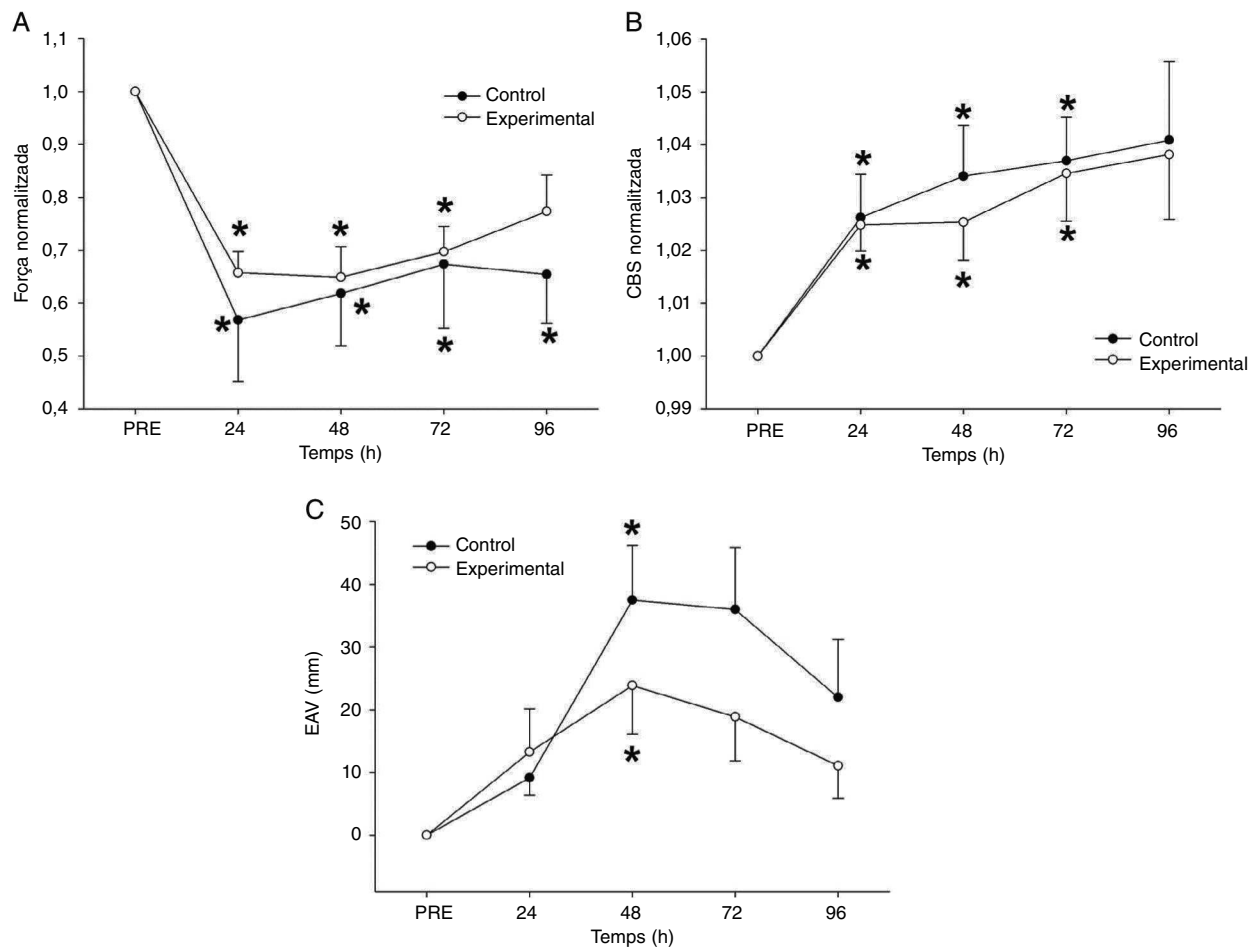 A
Força normalitzada
1,1
1,0
0,9
0,8
0,7
0,6
0,5
0,4
Control
Experimental
* * *
* * * *
PRE 24 48 72 96
Temps (h)
B
CBS normalitzada
1,06
1,05
1,04
1,03
1,02
1,01
1,00
0,99
* * *
* * *
Control
Experimental
PRE 24 48 72 96
Temps (h)
C
EAV (mm)
50
40
30
20
10
0
Control
Experimental
*
*
PRE 24 48 72 96
Temps (h)